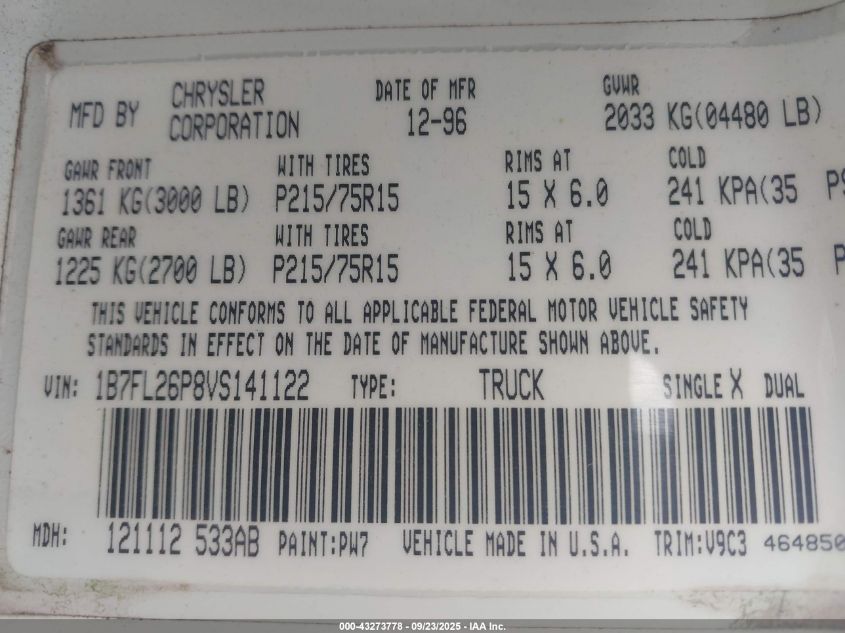 MFD BY CHRYSLER CORPORATION DATE OF MFR 12-96 GVWR 2033 KG(04480 LB)
GAWR FRONT WITH TIRES RIMS AT COLD
1361 KG(3000 LB) P215/75R15 15 X 6.0 241 KPA(35
GAWR REAR WITH TIRES RIMS AT COLD
1225 KG(2700 LB) P215/75R15 15 X 6.0 241 KPA(35
THIS VEHICLE CONFORMS TO ALL APPLICABLE FEDERAL MOTOR VEHICLE SAFETY
STANDARDS IN EFFECT ON THE DATE OF MANUFACTURE SHOWN ABOVE.
VIN: 1B7FL26P8VS141122 TYPE: TRUCK SINGLE X DUAL
MDH: 121112 533AB PAINT:PW7 VEHICLE MADE IN U.S.A. TRIM:V9C3 464850
000-43273778 - 09/23/2025 - IAA Inc.